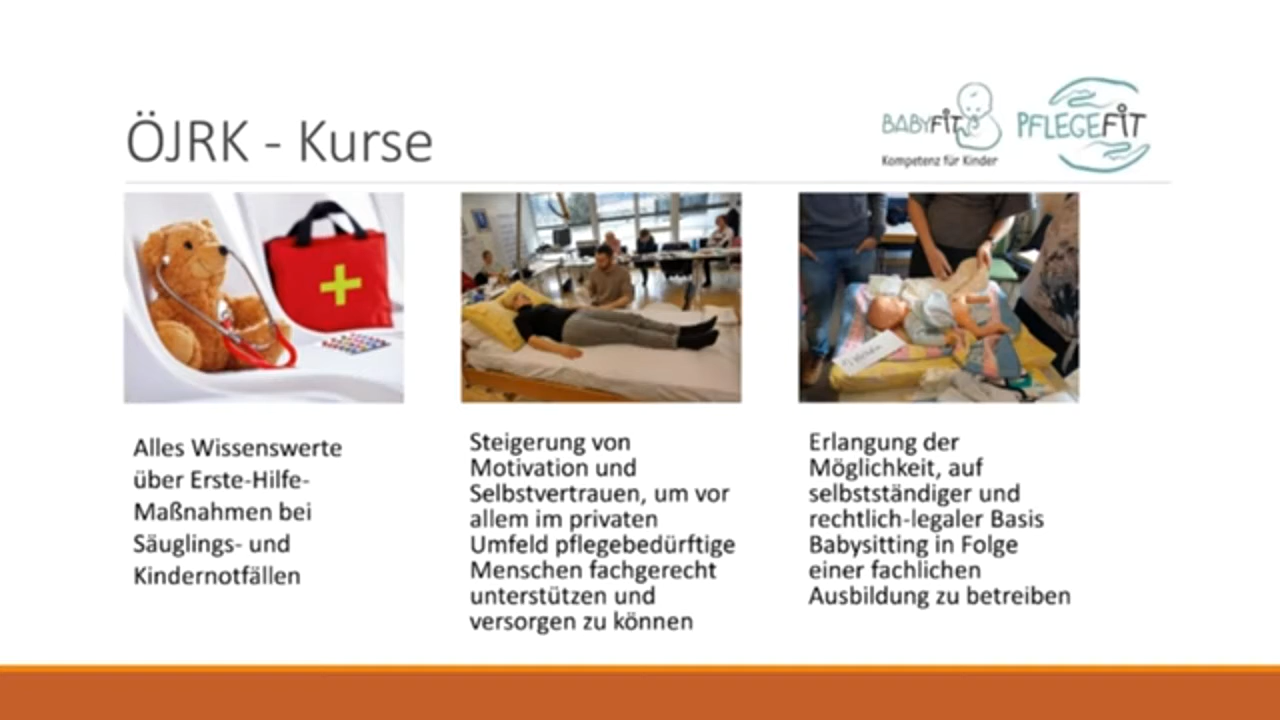 ÖJRK - Kurse
BABYFIT
Kompetenz für Kinder
PFLEGEFIT
Alles Wissenswerte
über Erste-Hilfe-
Maßnahmen bei
Säuglings- und
Kindernotfällen
Steigerung von
Motivation und
Selbstvertrauen, um vor
allem im privaten
Umfeld pflegebedürftige
Menschen fachgerecht
unterstützen und
versorgen zu können
Erlangung der
Möglichkeit, auf
selbstständiger und
rechtlich-legaler Basis
Babysitting in Folge
einer fachlichen
Ausbildung zu betreiben